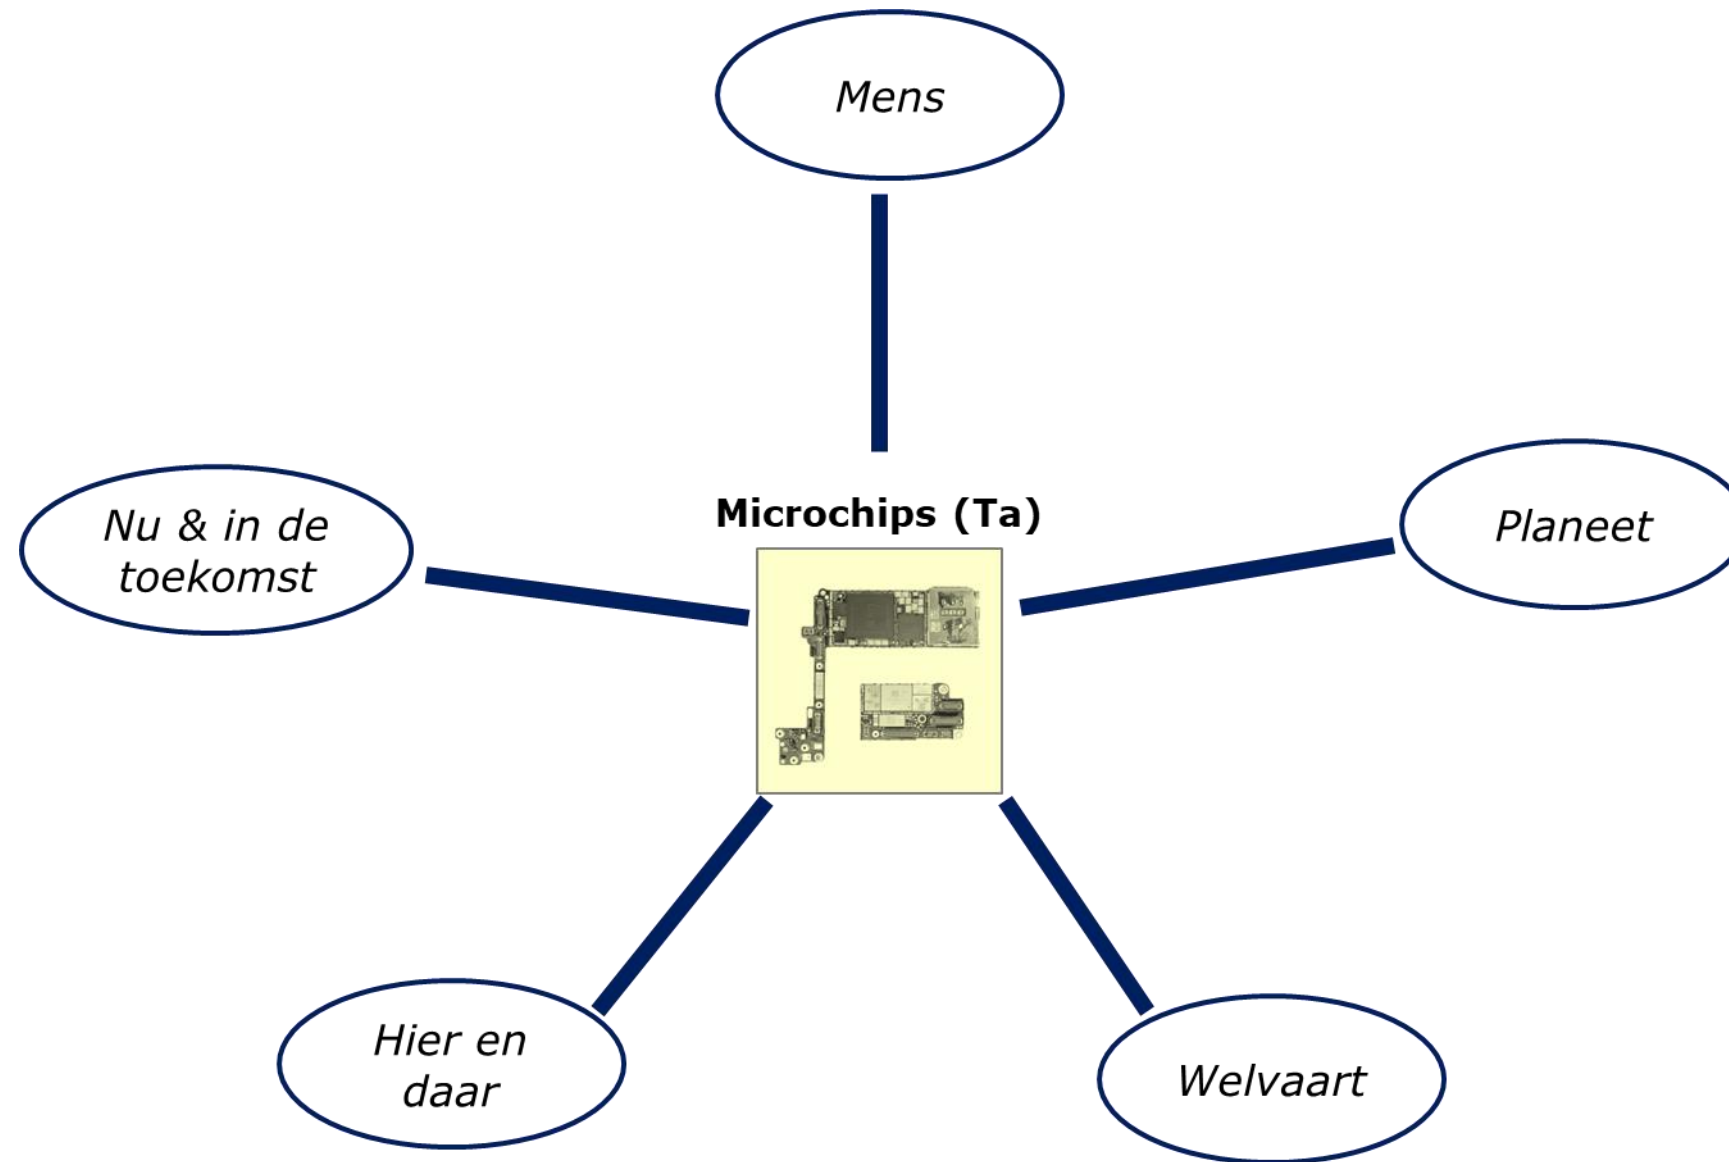 Mens
Microchips (Ta)
Nu & in de
toekomst
Planeet
Hier en
daar
Welvaart